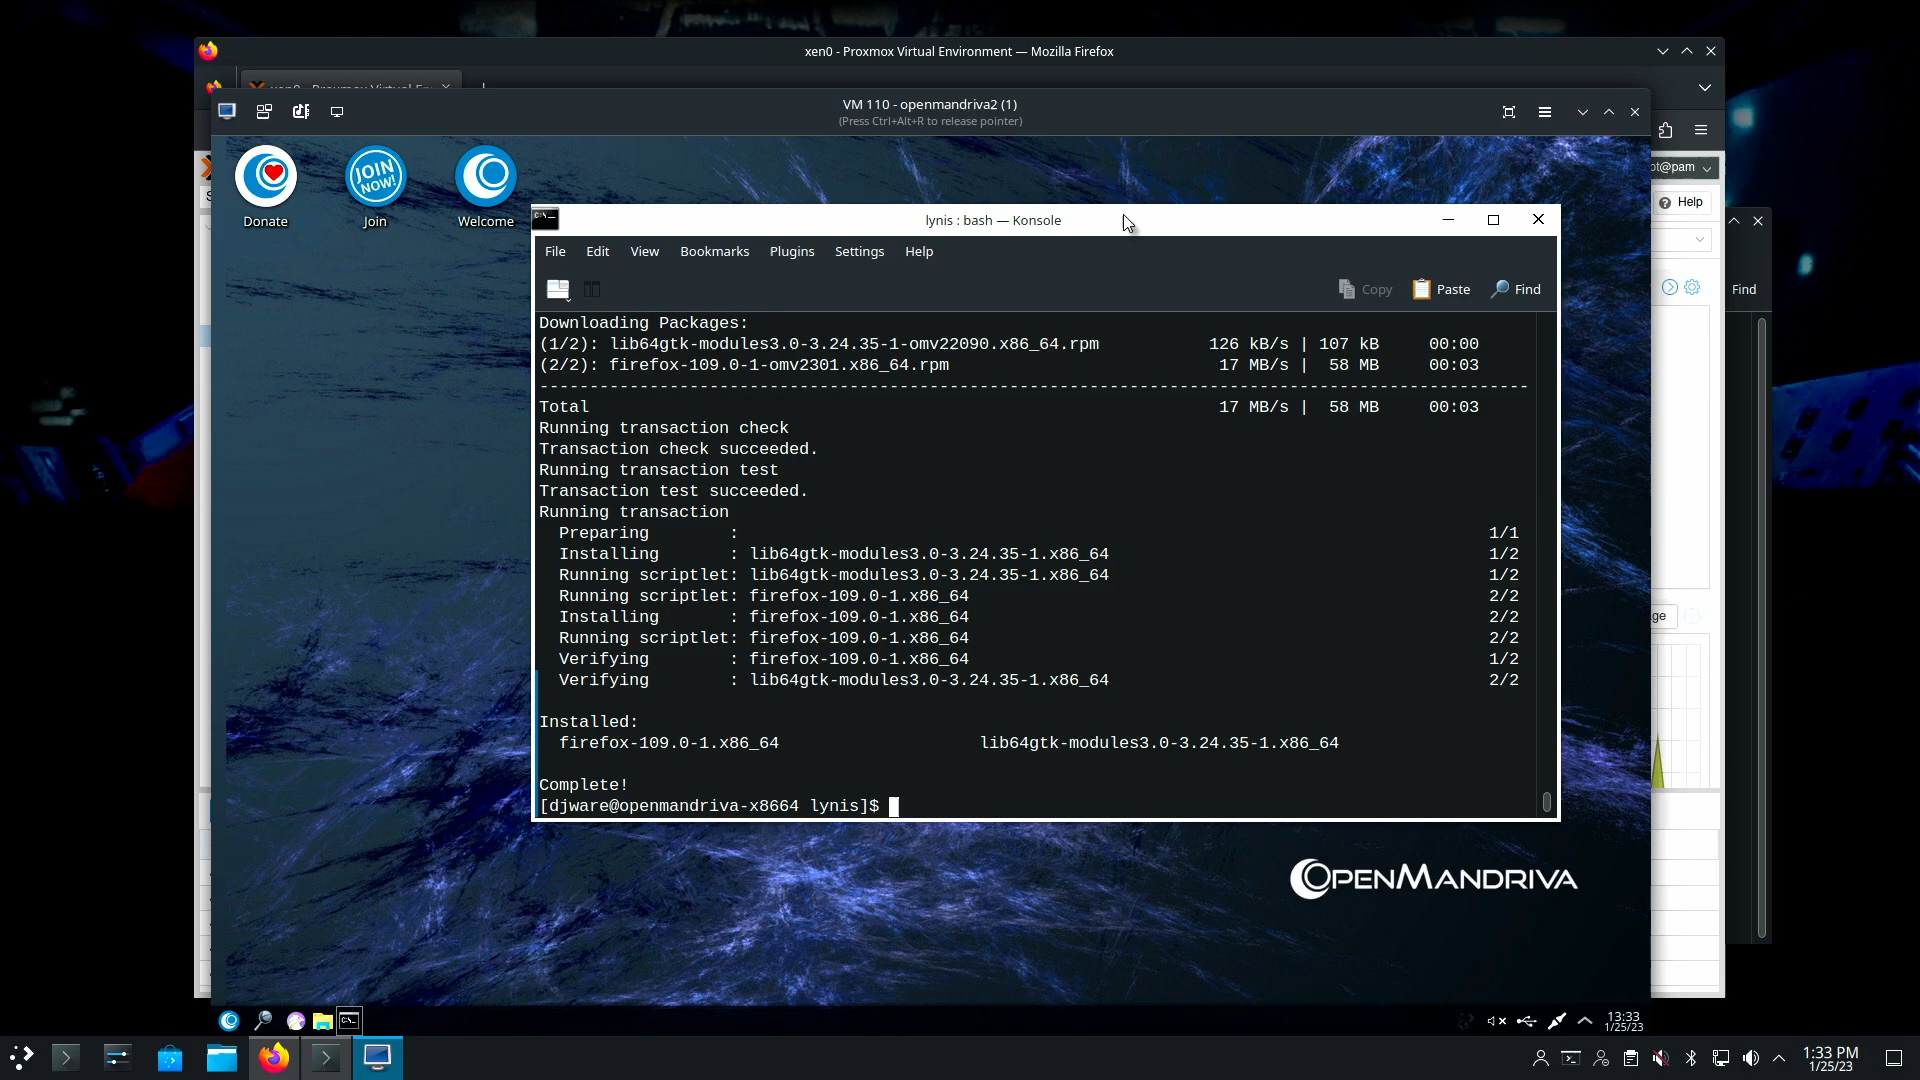 xen0 - Proxmox Virtual Environment — Mozilla Firefox
VM 110 - openmandriva2 (1)
(Press Ctrl+Alt+R to release pointer)
ot@pam
Help
Donate
Join
Welcome
JOIN NOW!
lynis : bash — Konsole
File Edit View Bookmarks Plugins Settings Help
Copy Paste Find
Find
Downloading Packages:
(1/2): lib64gtk-modules3.0-3.24.35-1-omv22090.x86_64.rpm 126 kB/s | 107 kB 00:00
(2/2): firefox-109.0-1-omv2301.x86_64.rpm 17 MB/s | 58 MB 00:03
---------------------------------------------------------------------------------------------------
Total 17 MB/s | 58 MB 00:03
Running transaction check
Transaction check succeeded.
Running transaction test
Transaction test succeeded.
Running transaction
Preparing : 1/1
Installing : lib64gtk-modules3.0-3.24.35-1.x86_64 1/2
Running scriptlet: lib64gtk-modules3.0-3.24.35-1.x86_64 1/2
Running scriptlet: firefox-109.0-1.x86_64 2/2
Installing : firefox-109.0-1.x86_64 2/2
Running scriptlet: firefox-109.0-1.x86_64 2/2
Verifying : firefox-109.0-1.x86_64 1/2
Verifying : lib64gtk-modules3.0-3.24.35-1.x86_64 2/2
Installed:
firefox-109.0-1.x86_64 lib64gtk-modules3.0-3.24.35-1.x86_64
Complete!
[djware@openmandriva-x8664 lynis]$
ge
OPENMANDRIVA
13:33
1/25/23
1:33 PM
1/25/23